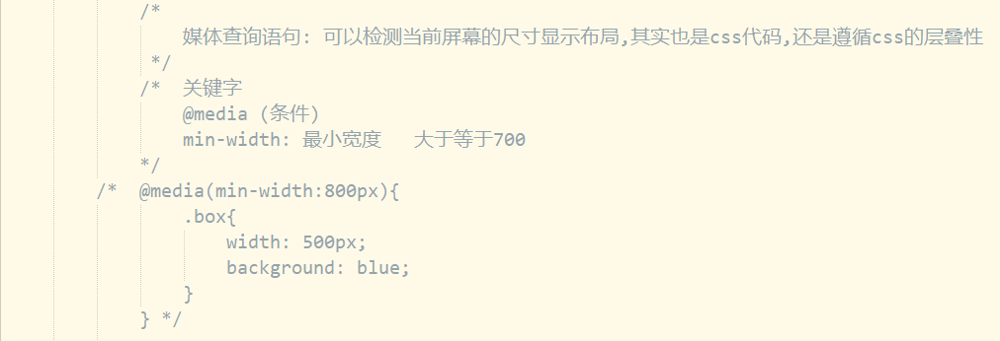 /*
媒体查询语句: 可以检测当前屏幕的尺寸显示布局,其实也是css代码,还是遵循css的层叠性
*/
/* 关键字
@media (条件)
min-width: 最小宽度 大于等于700
*/
/* @media(min-width:800px){
.box{
width: 500px;
background: blue;
}
} */